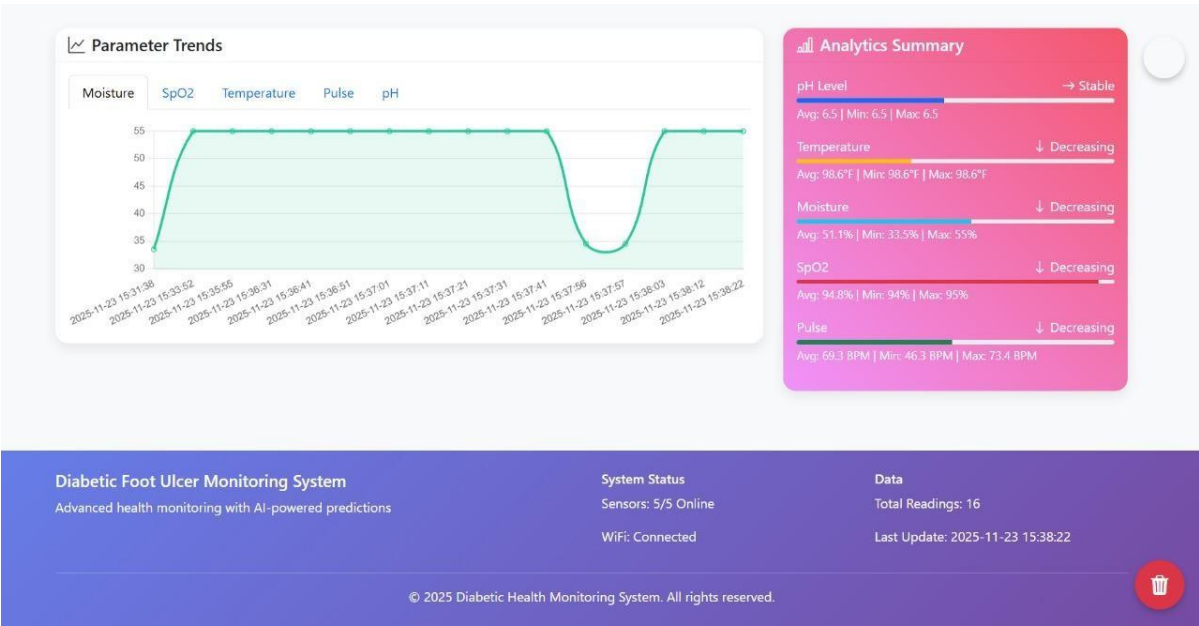 Parameter Trends
Moisture SpO2 Temperature Pulse pH
55
50
45
40
35
30
2025-11-23 15:31:38
2025-11-23 15:33:52
2025-11-23 15:35:55
2025-11-23 15:36:31
2025-11-23 15:36:41
2025-11-23 15:36:51
2025-11-23 15:37:01
2025-11-23 15:37:11
2025-11-23 15:37:21
2025-11-23 15:37:31
2025-11-23 15:37:41
2025-11-23 15:37:56
2025-11-23 15:37:57
2025-11-23 15:38:03
2025-11-23 15:38:12
2025-11-23 15:38:22
Analytics Summary
pH Level → Stable
Avg: 6.5 | Min: 6.5 | Max: 6.5
Temperature ↓ Decreasing
Avg: 98.6°F | Min: 98.6°F | Max: 98.6°F
Moisture ↓ Decreasing
Avg: 51.1% | Min: 33.5% | Max: 55%
SpO2 ↓ Decreasing
Avg: 94.8% | Min: 94% | Max: 95%
Pulse ↓ Decreasing
Avg: 69.3 BPM | Min: 46.3 BPM | Max: 73.4 BPM
Diabetic Foot Ulcer Monitoring System
Advanced health monitoring with AI-powered predictions
System Status
Sensors: 5/5 Online
WiFi: Connected
Data
Total Readings: 16
Last Update: 2025-11-23 15:38:22
© 2025 Diabetic Health Monitoring System. All rights reserved.